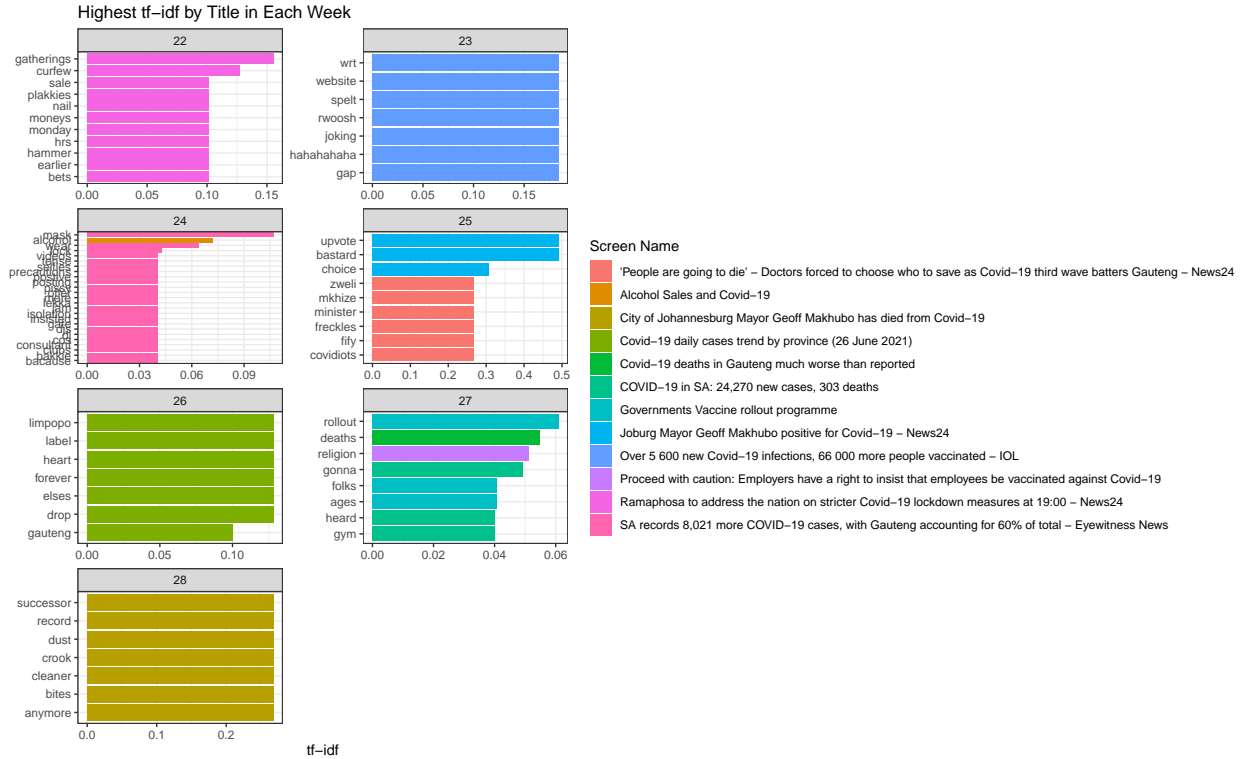 Highest tf−idf by Title in Each Week
22
gatherings
curfew
sale
plakkies
nail
moneys
monday
hrs
hammer
earlier
bets
0.00 0.05 0.10 0.15
23
wrt
website
spelt
rwoosh
joking
hahahahaha
gap
0.00 0.05 0.10 0.15
24
mask
alcohol
wear
videos
precautions
posting
isolation
insisted
consultant
bakkie
bacause
0.00 0.03 0.06 0.09
25
upvote
bastard
choice
zweli
mkhize
minister
freckles
fify
covidiots
0.0 0.1 0.2 0.3 0.4 0.5
26
limpopo
label
heart
forever
elses
drop
gauteng
0.00 0.05 0.10
27
rollout
deaths
religion
gonna
folks
ages
heard
gym
0.00 0.02 0.04 0.06
28
successor
record
dust
crook
cleaner
bites
anymore
0.0 0.1 0.2
tf−idf
Screen Name
'People are going to die' − Doctors forced to choose who to save as Covid−19 third wave batters Gauteng − News24
Alcohol Sales and Covid−19
City of Johannesburg Mayor Geoff Makhubo has died from Covid−19
Covid−19 daily cases trend by province (26 June 2021)
Covid−19 deaths in Gauteng much worse than reported
COVID−19 in SA: 24,270 new cases, 303 deaths
Governments Vaccine rollout programme
Joburg Mayor Geoff Makhubo positive for Covid−19 − News24
Over 5 600 new Covid−19 infections, 66 000 more people vaccinated − IOL
Proceed with caution: Employers have a right to insist that employees be vaccinated against Covid−19
Ramaphosa to address the nation on stricter Covid−19 lockdown measures at 19:00 − News24
SA records 8,021 more COVID−19 cases, with Gauteng accounting for 60% of total − Eyewitness News